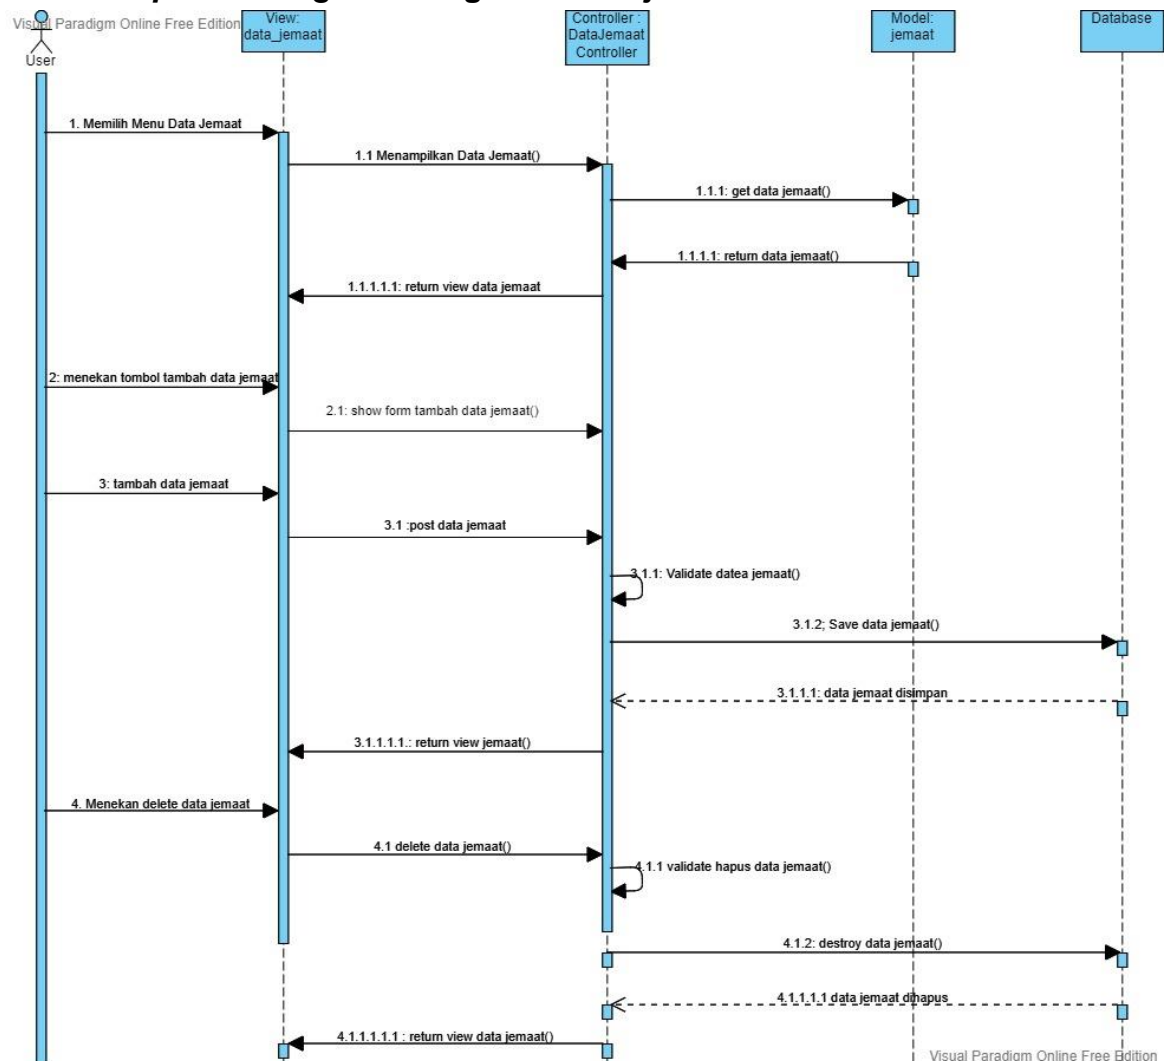 Visual Paradigm Online Free Edition
User
View:
data_jemaat
Controller :
DataJemaat
Controller
Model:
jemaat
Database
1. Memilih Menu Data Jemaat
1.1 Menampilkan Data Jemaat()
1.1.1: get data jemaat()
1.1.1.1: return data jemaat()
1.1.1.1.1: return view data jemaat
2: menekan tombol tambah data jemaat
2.1: show form tambah data jemaat()
3: tambah data jemaat
3.1 :post data jemaat
3.1.1: Validate datea jemaat()
3.1.2; Save data jemaat()
3.1.1.1: data jemaat disimpan
3.1.1.1.1.: return view jemaat()
4. Menekan delete data jemaat
4.1 delete data jemaat()
4.1.1 validate hapus data jemaat()
4.1.2: destroy data jemaat()
4.1.1.1.1 data jemaat dihapus
4.1.1.1.1.1 : return view data jemaat()
Visual Paradigm Online Free Edition